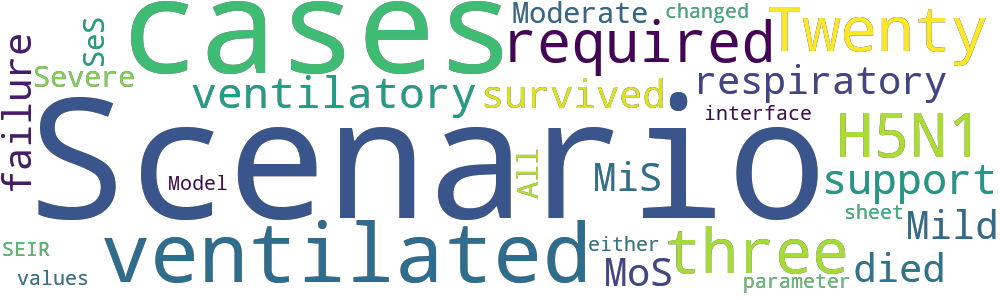 cases
Moderate
changed
Twenty
required
SeS
failure
Severe
ventilatory
survived
respiratory
Scenario
interface
H5N1
All
MiS
Model
support
sheet
Mild
ventilated
three
either
SEIR
MoS
died
values
parameter